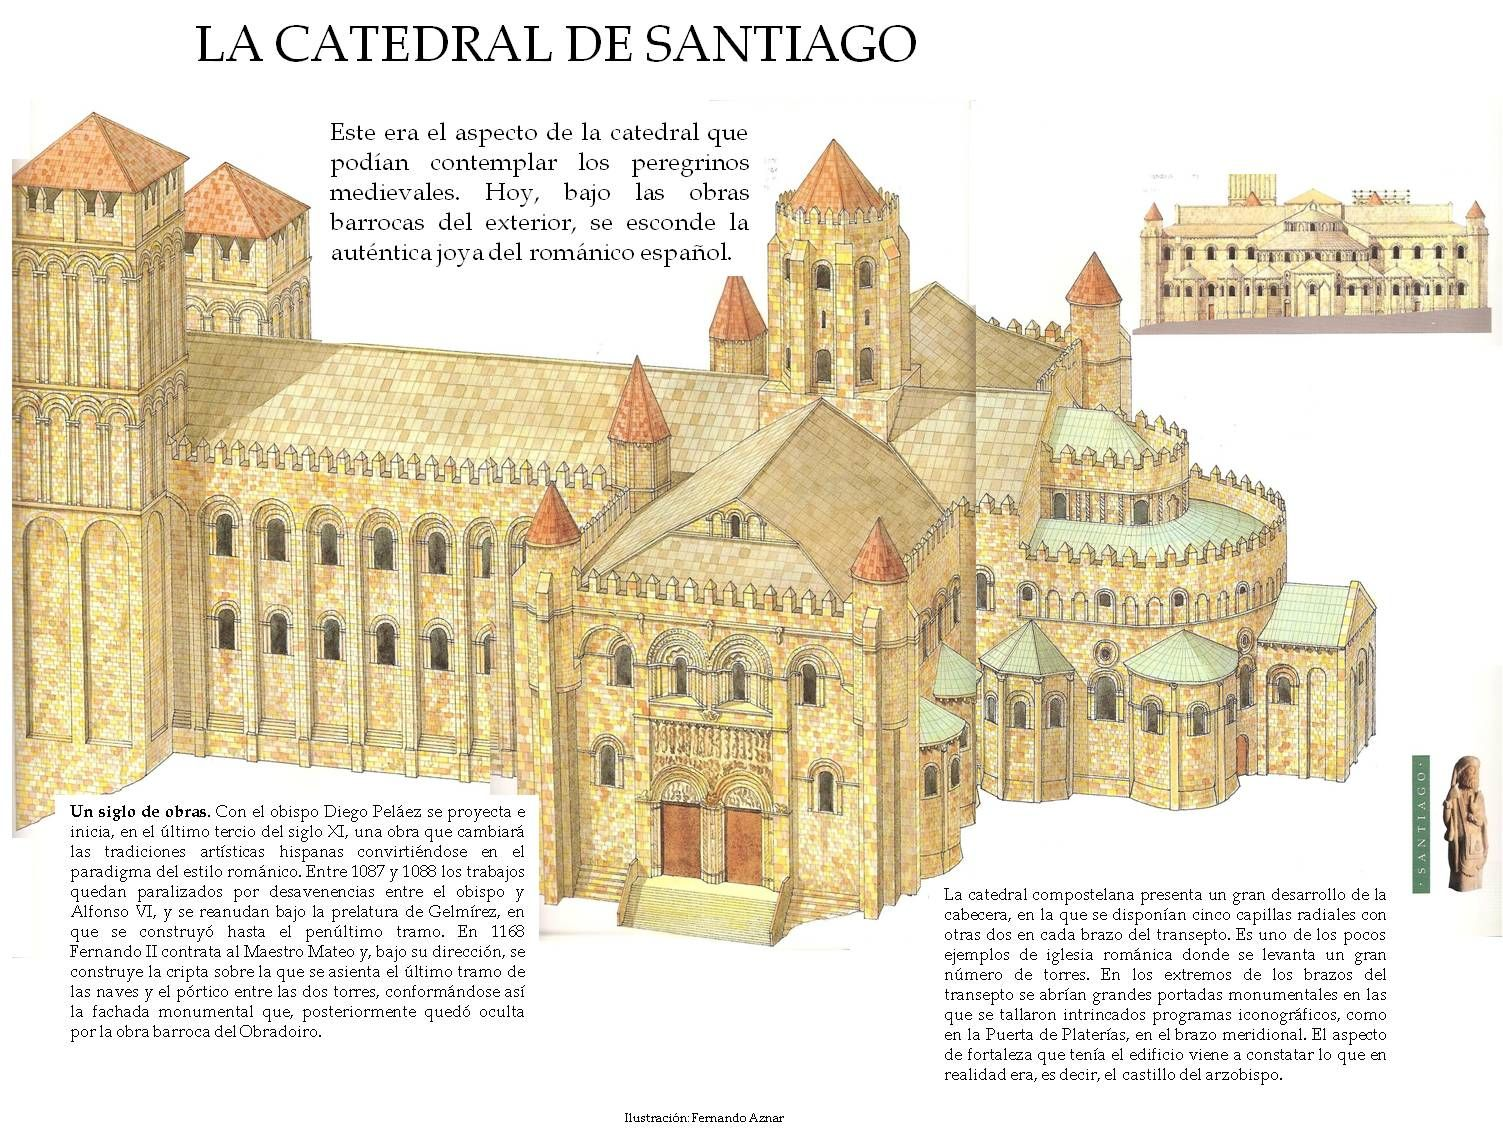 LA CATEDRAL DE SANTIAGO
Este era el aspecto de la catedral que
podían contemplar los peregrinos
medievales. Hoy, bajo las obras
barrocas del exterior, se esconde la
auténtica joya del románico español.
Un siglo de obras. Con el obispo Diego Peláez se proyecta e
inicia, en el último tercio del siglo XI, una obra que cambiará
las tradiciones artísticas hispanas convirtiéndose en el
paradigma del estilo románico. Entre 1087 y 1088 los trabajos
quedan paralizados por desavenencias entre el obispo y
Alfonso VI, y se reanudan bajo la prelatura de Gelmírez, en
que se construyó hasta el penúltimo tramo. En 1168
Fernando II contrata al Maestro Mateo y, bajo su dirección, se
construye la cripta sobre la que se asienta el último tramo de
las naves y el pórtico entre las dos torres, conformándose así
la fachada monumental que, posteriormente quedó oculta
por la obra barroca del Obradoiro.
· SANTIAGO ·
La catedral compostelana presenta un gran desarrollo de la
cabecera, en la que se disponían cinco capillas radiales con
otras dos en cada brazo del transepto. Es uno de los pocos
ejemplos de iglesia románica donde se levanta un gran
número de torres. En los extremos de los brazos del
transepto se abrían grandes portadas monumentales en las
que se tallaron intrincados programas iconográficos, como
en la Puerta de Platerías, en el brazo meridional. El aspecto
de fortaleza que tenía el edificio viene a constatar lo que en
realidad era, es decir, el castillo del arzobispo.
Ilustración: Fernando Aznar